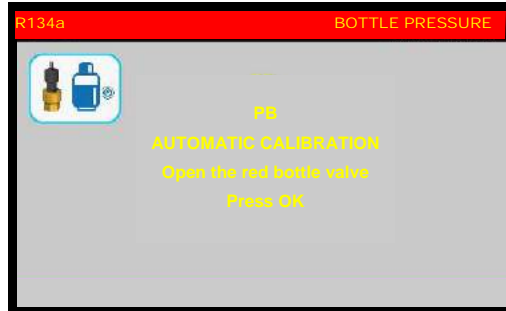 R134a BOTTLE PRESSURE
PB
AUTOMATIC CALIBRATION
Open the red bottle valve
Press OK